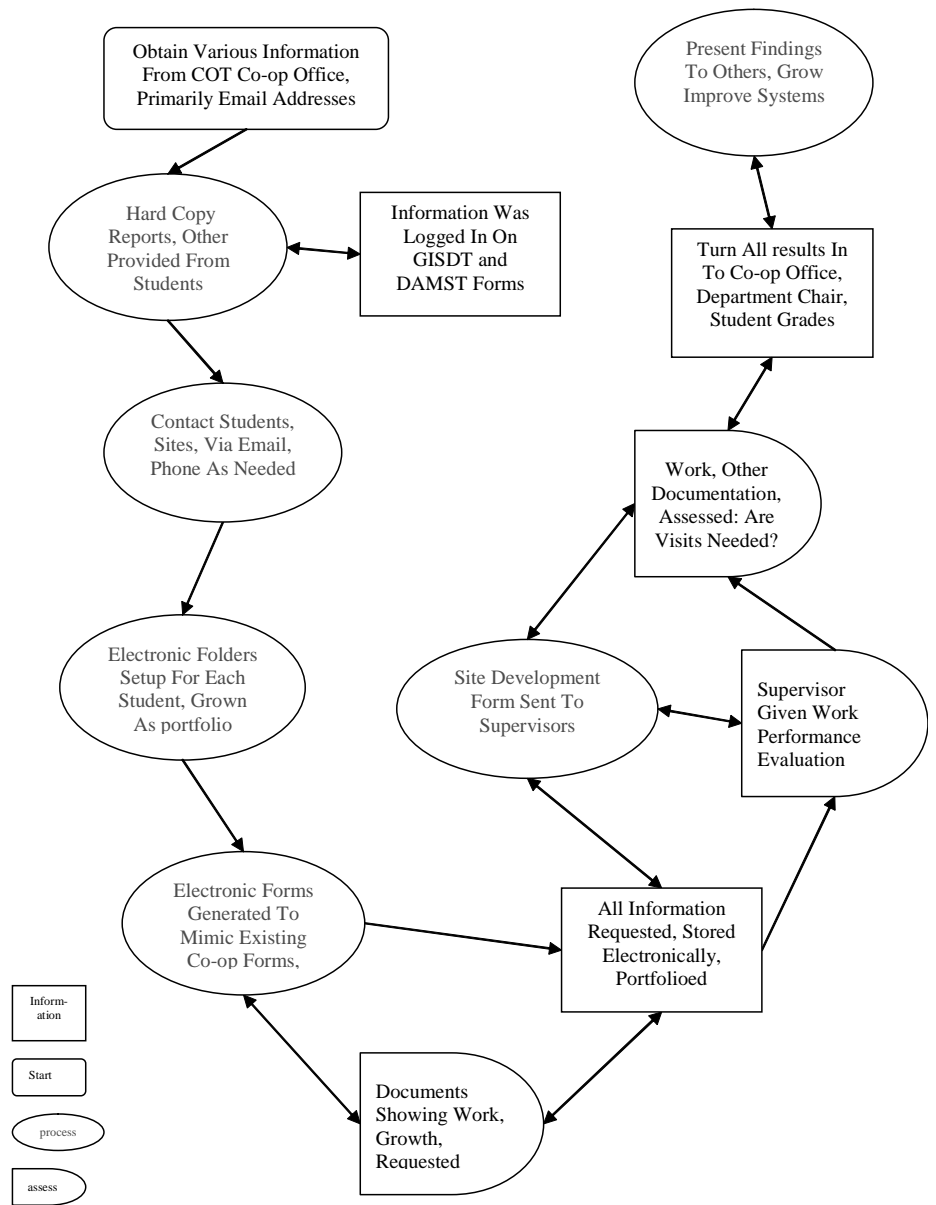 Obtain Various Information
From COT Co-op Office,
Primarily Email Addresses
Hard Copy
Reports, Other
Provided From
Students
Information Was
Logged In On
GISDT and
DAMST Forms
Contact Students,
Sites, Via Email,
Phone As Needed
Electronic Folders
Setup For Each
Student, Grown
As portfolio
Electronic Forms
Generated To
Mimic Existing
Co-op Forms,
Documents
Showing Work,
Growth,
Requested
All Information
Requested, Stored
Electronically,
Portfolioed
Site Development
Form Sent To
Supervisors
Supervisor
Given Work
Performance
Evaluation
Work, Other
Documentation,
Assessed: Are
Visits Needed?
Turn All results In
To Co-op Office,
Department Chair,
Student Grades
Present Findings
To Others, Grow
Improve Systems
Inform-
ation
Start
process
assess